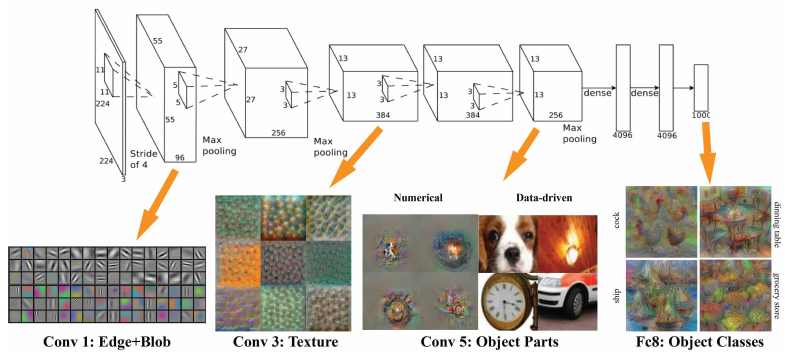 11
11
224
224
3
Stride
of 4
55
55
5
5
96
Max
pooling
27
27
3
3
256
Max
pooling
13
13
3
3
384
13
13
3
3
384
13
13
256
Max
pooling
dense
4096
dense
4096
1000
Numerical
Data-driven
cock
ship
dinning table
grocery store
Conv 1: Edge+Blob
Conv 3: Texture
Conv 5: Object Parts
Fc8: Object Classes